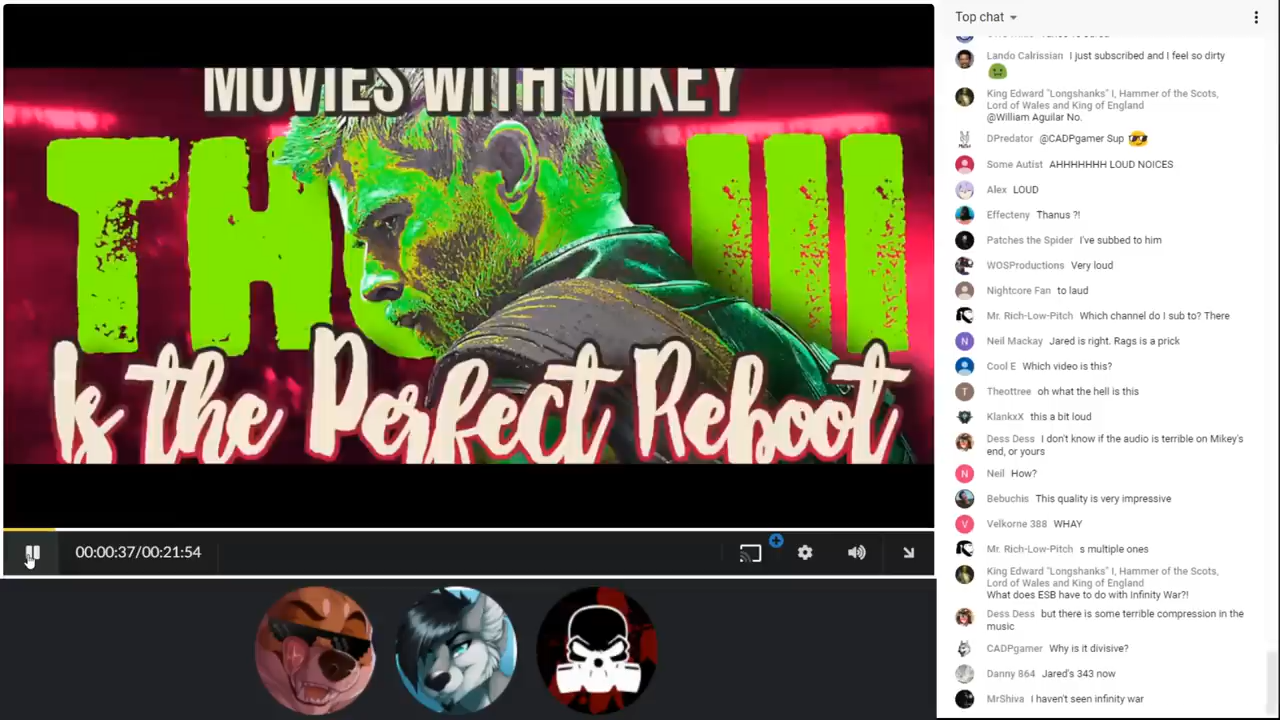 MOVIES WITH MIKEY
TH III
Is the Perfect Reboot
00:00:37/00:21:54
Top chat
Lando Calrissian I just subscribed and I feel so dirty
King Edward "Longshanks" I, Hammer of the Scots,
Lord of Wales and King of England
@William Aguilar No.
DPredator @CADPgamer Sup
Some Autist AHHHHHHH LOUD NOICES
Alex LOUD
Effecteny Thanus ?!
Patches the Spider I've subbed to him
WOSProductions Very loud
Nightcore Fan to laud
Mr. Rich-Low-Pitch Which channel do I sub to? There
Neil Mackay Jared is right. Rags is a prick
Cool E Which video is this?
Theottree oh what the hell is this
KlankxX this a bit loud
Dess Dess I don't know if the audio is terrible on Mikey's
end, or yours
N Neil How?
Bebuchis This quality is very impressive
V Velkorne 388 WHAY
Mr. Rich-Low-Pitch s multiple ones
King Edward "Longshanks" I, Hammer of the Scots,
Lord of Wales and King of England
What does ESB have to do with Infinity War?!
Dess Dess but there is some terrible compression in the
music
CADPgamer Why is it divisive?
Danny 864 Jared's 343 now
MrShiva I haven't seen infinity war